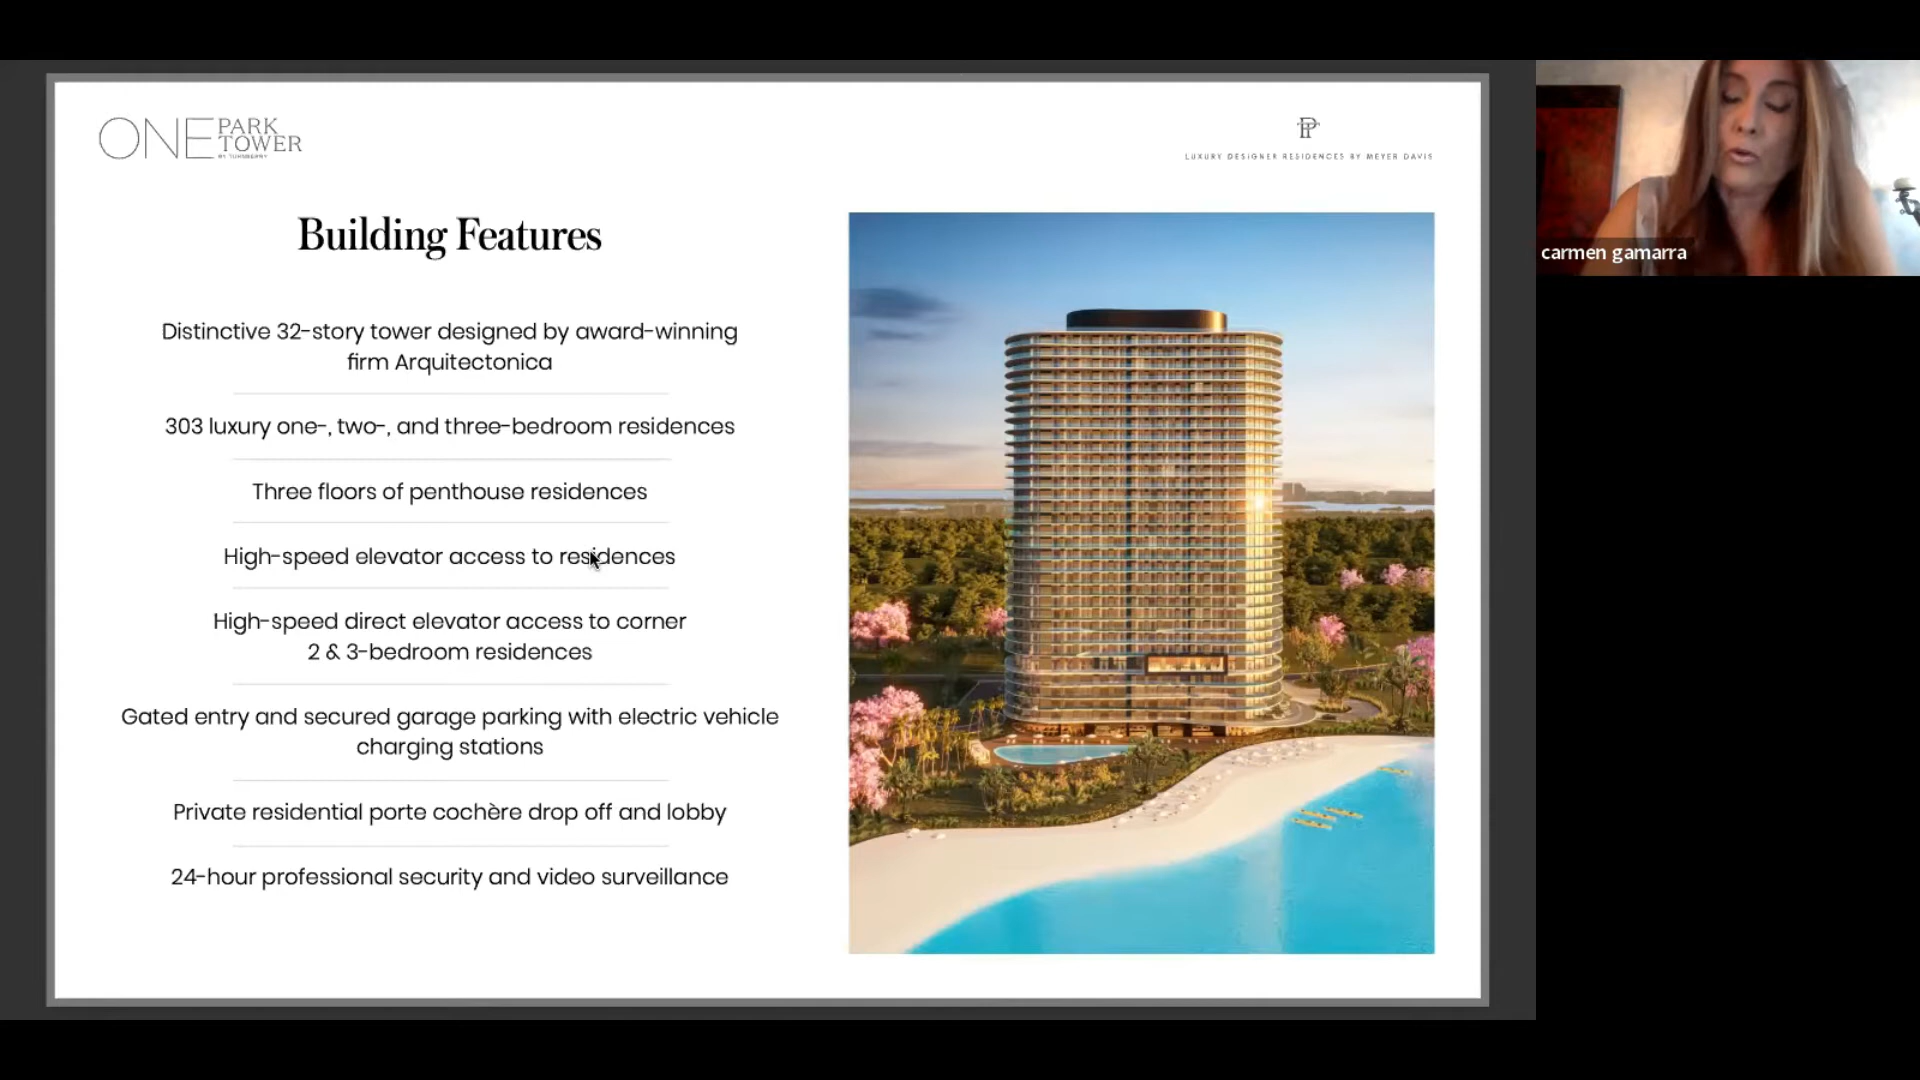 ONE PARK TOWER
BY TURNBERRY
LUXURY DESIGNER RESIDENCES BY MEYER DAVIS
Building Features
Distinctive 32-story tower designed by award-winning
firm Arquitectonica
303 luxury one-, two-, and three-bedroom residences
Three floors of penthouse residences
High-speed elevator access to residences
High-speed direct elevator access to corner
2 & 3-bedroom residences
Gated entry and secured garage parking with electric vehicle
charging stations
Private residential porte cochère drop off and lobby
24-hour professional security and video surveillance
carmen gamarra